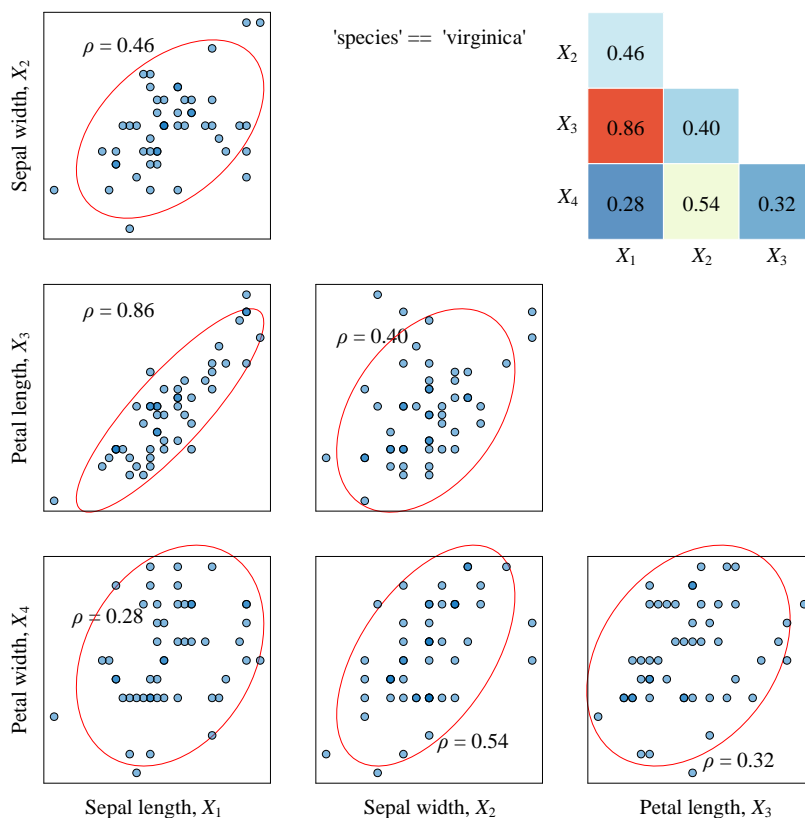 ρ = 0.46
'species' == 'virginica'
Sepal width, X₂
X₂
0.46
X₃
0.86
0.40
X₄
0.28
0.54
0.32
X₁
X₂
X₃
ρ = 0.86
ρ = 0.40
Petal length, X₃
ρ = 0.28
ρ = 0.54
ρ = 0.32
Petal width, X₄
Sepal length, X₁
Sepal width, X₂
Petal length, X₃